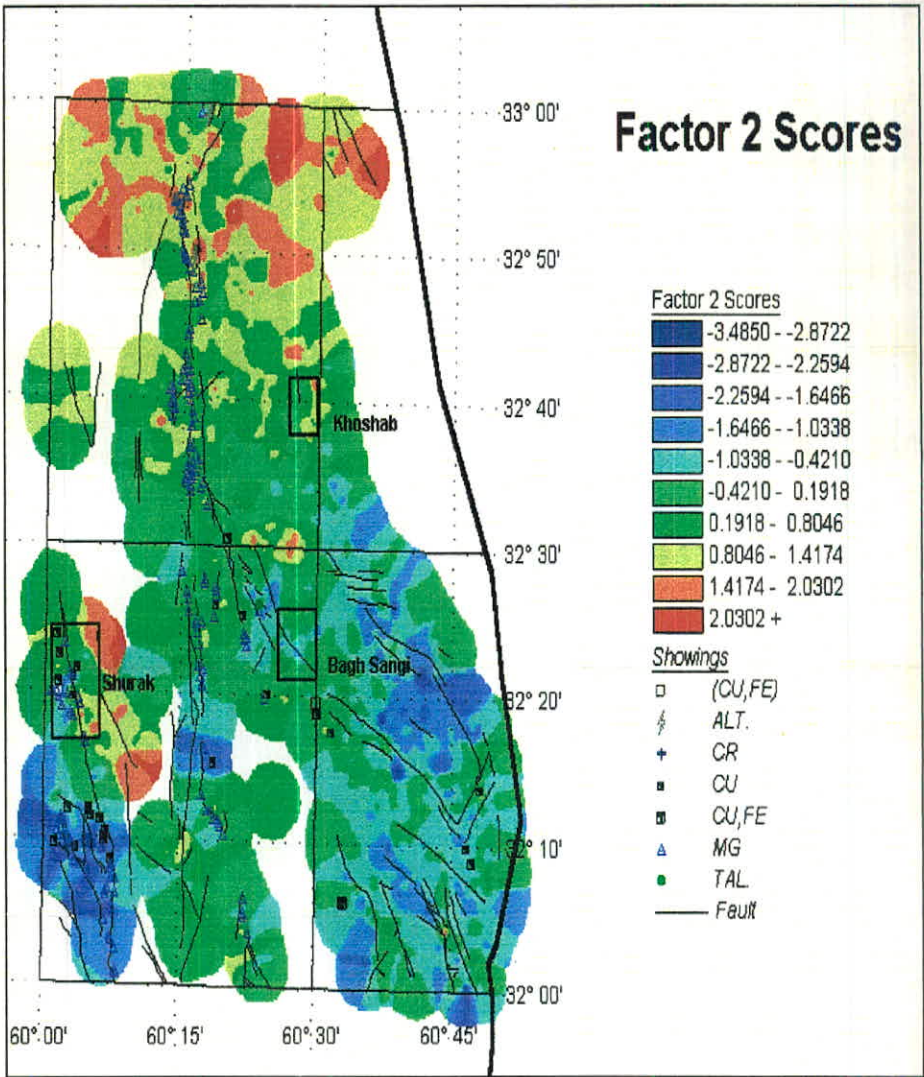 Factor 2 Scores
33° 00'
32° 50'
32° 40'
32° 30'
32° 20'
32° 10'
32° 00'
60° 00'
60° 15'
60° 30'
60° 45'
Khoshab
Bagh Sangi
Shurak
Factor 2 Scores
-3.4850 - -2.8722
-2.8722 - -2.2594
-2.2594 - -1.6466
-1.6466 - -1.0338
-1.0338 - -0.4210
-0.4210 - 0.1918
0.1918 - 0.8046
0.8046 - 1.4174
1.4174 - 2.0302
2.0302 +
Showings
(CU,FE)
ALT.
CR
CU
CU,FE
MG
TAL.
Fault